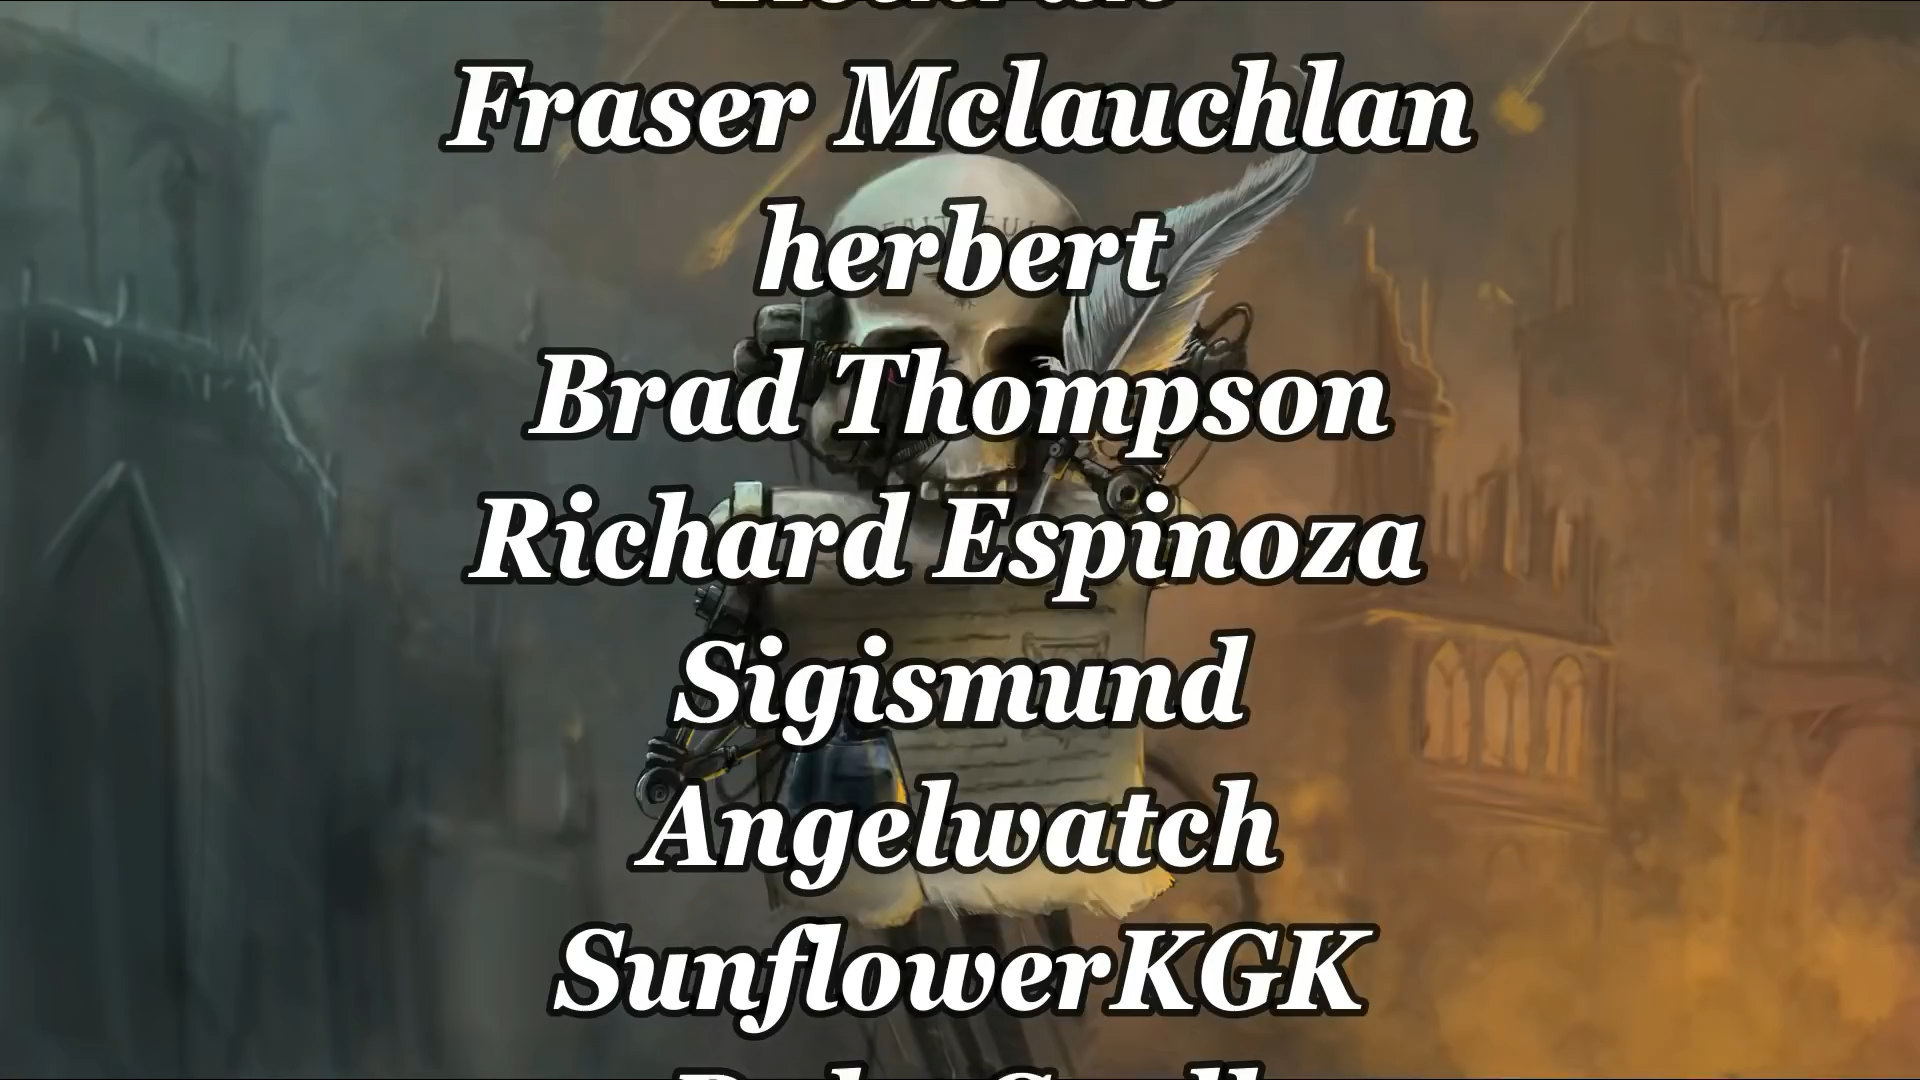 Fraser Mclauchlan
herbert
Brad Thompson
Richard Espinoza
Sigismund
Angelwatch
SunflowerKGK